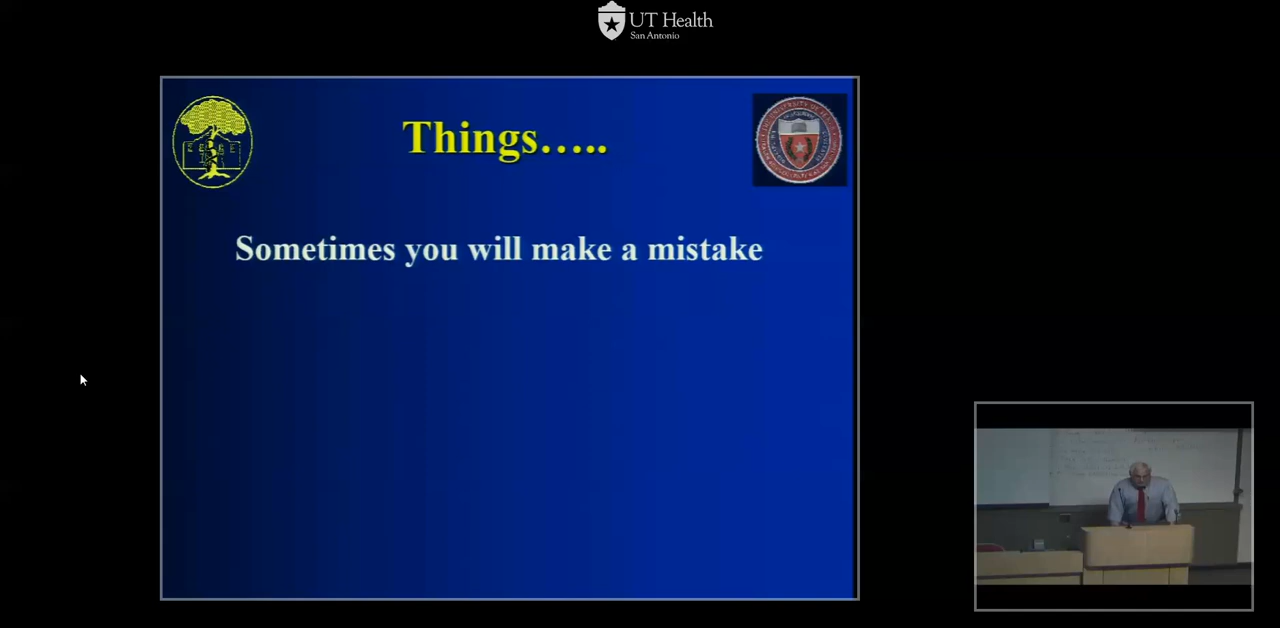 UT Health
San Antonio
Things.....
Sometimes you will make a mistake